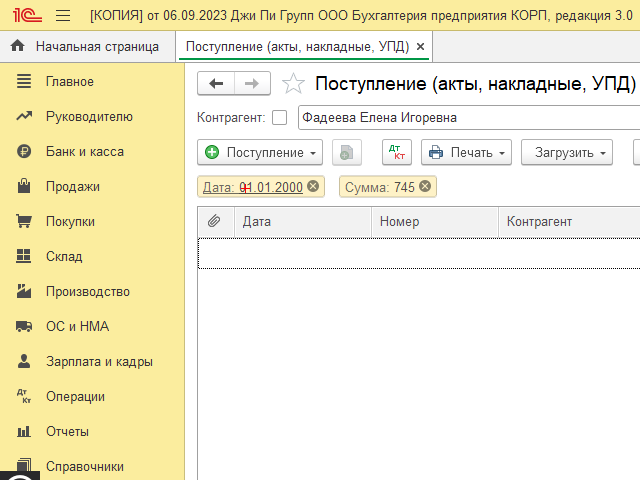 1С [КОПИЯ] от 06.09.2023 Джи Пи Групп ООО Бухгалтерия предприятия КОРП, редакция 3.0
Начальная страница Поступление (акты, накладные, УПД) ×
Главное
Руководителю
Банк и касса
Продажи
Покупки
Склад
Производство
ОС и НМА
Зарплата и кадры
Дт Кт Операции
Отчеты
Справочники
Поступление (акты, накладные, УПД)
Контрагент: Фадеева Елена Игоревна
Поступление Дт Кт Печать Загрузить
Дата: 01.01.2000 Сумма: 745
Дата Номер Контрагент